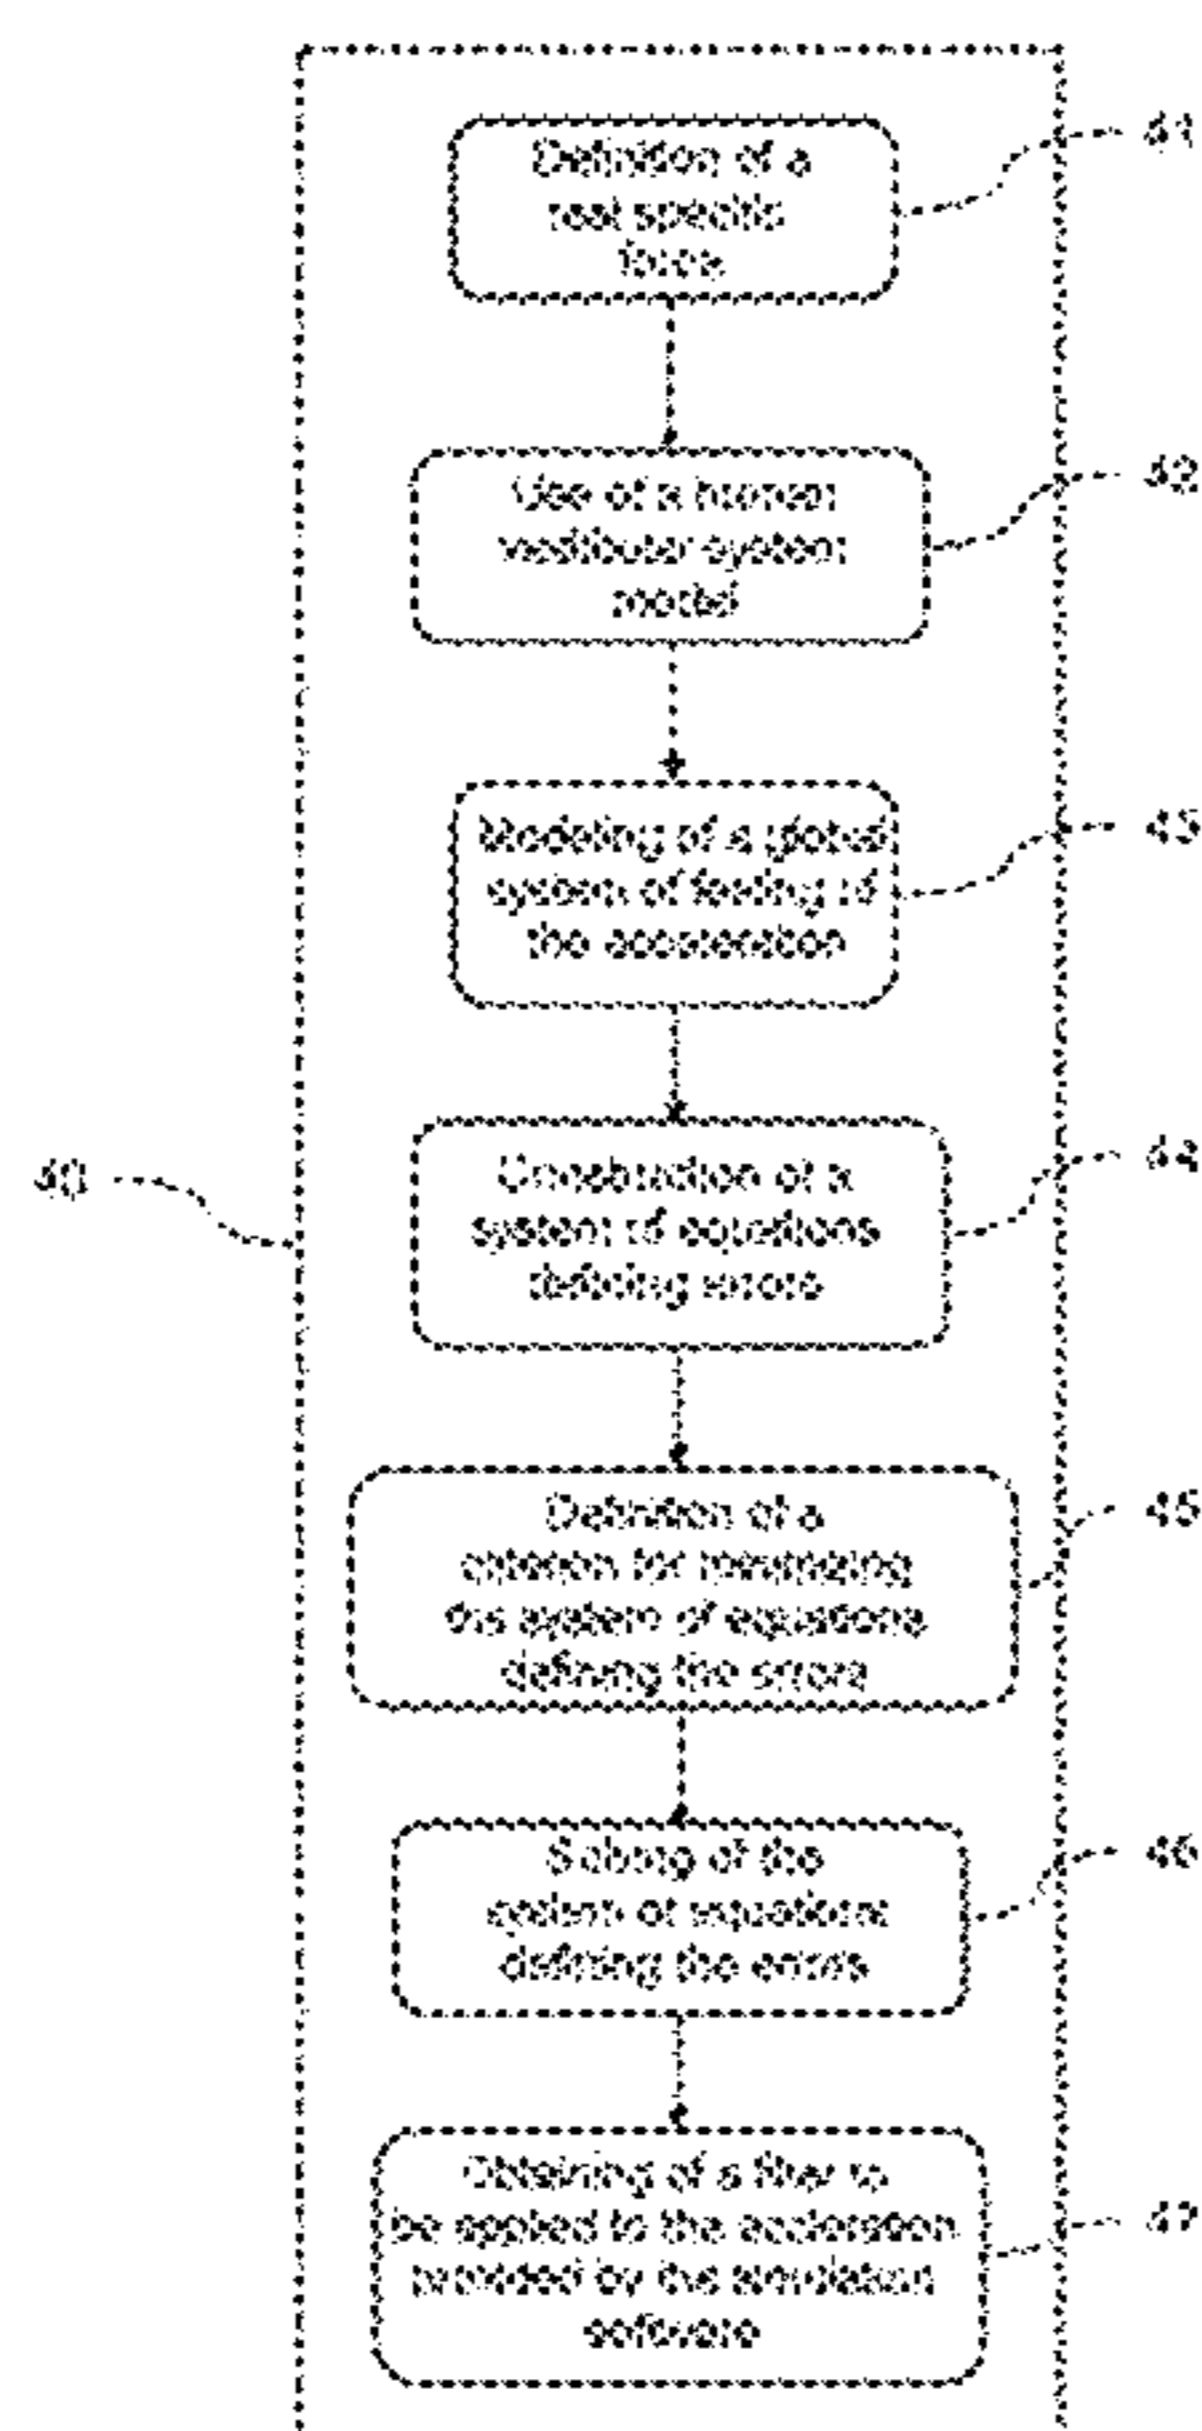 Definition of a
real specific
force
41
Use of a human
vestibular system
model
42
Modeling of a global
system of feeling of
the acceleration
43
Construction of a
system of equations
defining errors
44
40
Definition of a
criterion for minimizing
the system of equations
defining the errors
45
Solving of the
system of equations
defining the errors
46
Obtaining of a filter to
be applied to the accleration
provided by the simulation
software
47